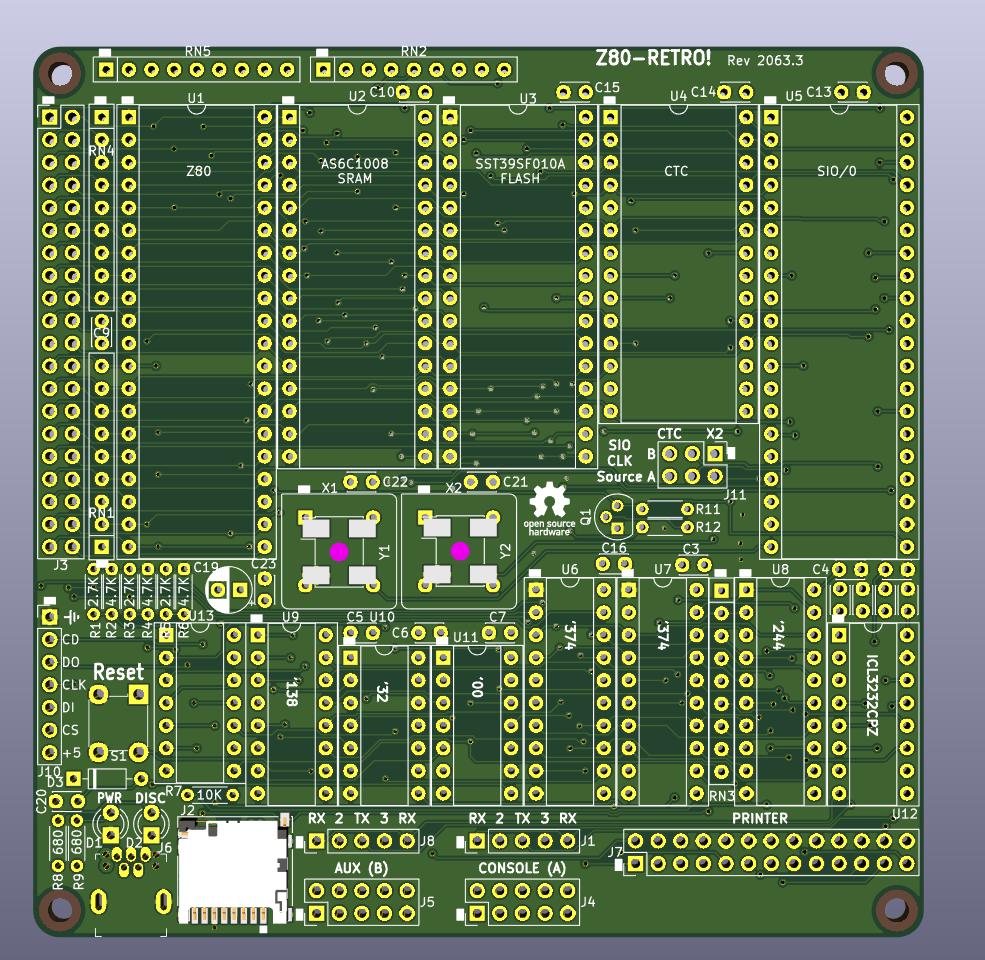 RN5
RN2
Z80-RETRO! Rev 2063.3
C10
C15
C14
C13
U1
U2
U3
U4
U5
RN4
Z80
AS6C1008
SRAM
SST39SF010A
FLASH
CTC
SIO/0
C9
CTC X2
SIO
CLK
Source A
B
J11
RN1
C22
C21
X1
X2
open source
hardware
Q1
R11
R12
Y1
Y2
J3
C19
C23
C16
C3
C4
U6
U7
U8
2.7K
4.7K
2.7K
4.7K
2.7K
4.7K
R1
R2
R3
R4
R5
R6
U13
U9
C5
U10
C6
U11
C7
'374
'374
'244
ICL3232CPZ
'138
'32
'00
CD
DO
CLK
DI
CS
+5
J10
Reset
S1
D3
R7
10K
RN3
U12
C20
PWR
DISC
J2
D1
D2
J6
680
680
R8
R9
RX 2 TX 3 RX
J8
RX 2 TX 3 RX
J1
PRINTER
J7
AUX (B)
J5
CONSOLE (A)
J4